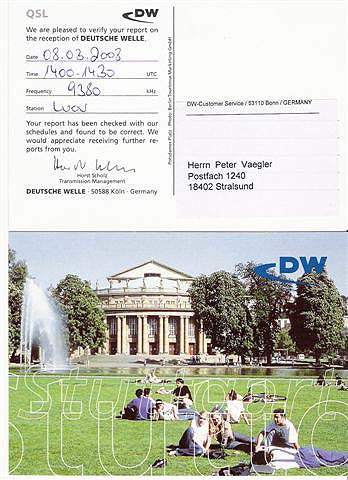 QSL
DW
We are pleased to verify your report on
the reception of DEUTSCHE WELLE.
Date 08.03.2003
Time 1400-1430 UTC
Frequency 9380 kHz
Station
Your report has been checked with our
schedules and found to be correct. We
would appreciate receiving further re-
ports from you.
Horst Scholz
Transmission Management
DEUTSCHE WELLE · 50588 Köln · Germany
DW-Customer Service / 53110 Bonn / GERMANY
Herrn Peter Vaegler
Postfach 1240
18402 Stralsund
DW